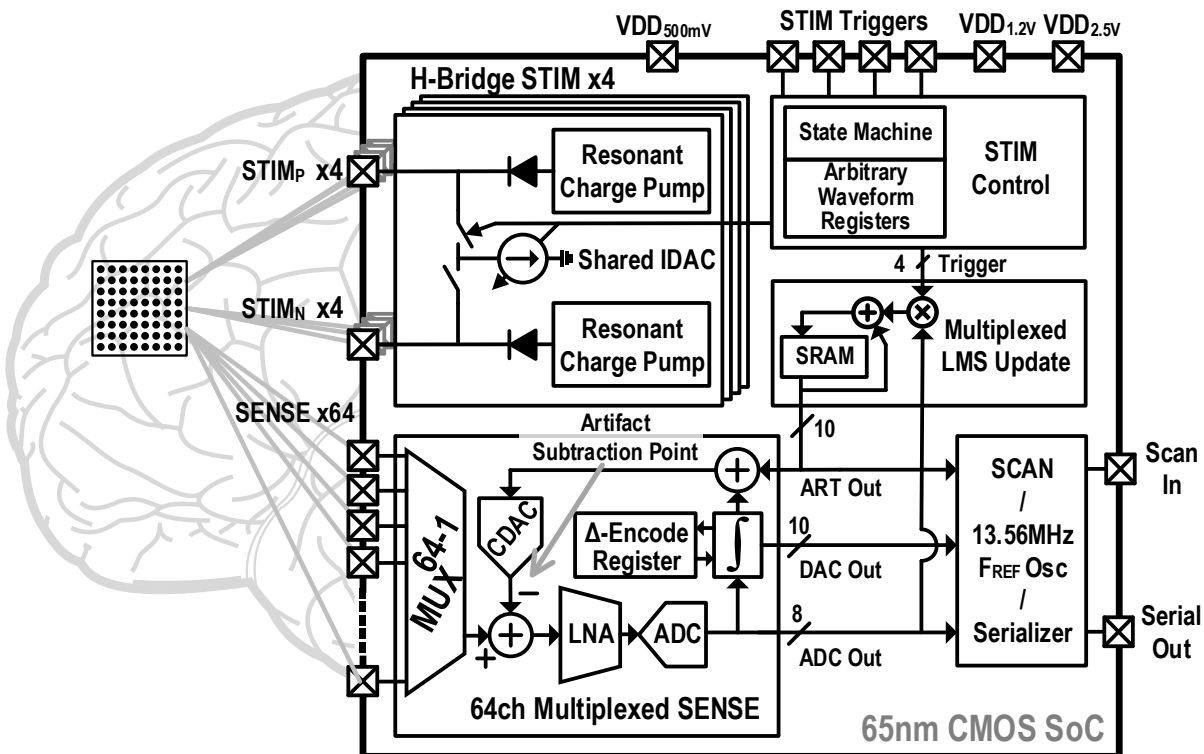 VDD500mV
STIM Triggers
VDD1.2V
VDD2.5V
H-Bridge STIM x4
STIMP x4
Resonant
Charge Pump
State Machine
Arbitrary
Waveform
Registers
STIM
Control
Shared IDAC
4
Trigger
STIMN x4
Resonant
Charge Pump
SRAM
Multiplexed
LMS Update
SENSE x64
Artifact
Subtraction Point
10
ART Out
64-1
MUX
CDAC
Δ-Encode
Register
∫
10
DAC Out
SCAN
/
13.56MHz
FREF Osc
/
Serializer
Scan
In
LNA
ADC
8
ADC Out
Serial
Out
64ch Multiplexed SENSE
65nm CMOS SoC